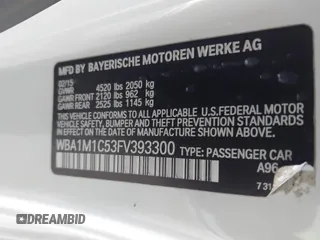 MFD BY BAYERISCHE MOTOREN WERKE AG
02/15
GVWR 4520 lbs 2050 kg
GAWR FRONT 2120 lbs 962 kg
GAWR REAR 2525 lbs 1145 kg
THIS VEHICLE CONFORMS TO ALL APPLICABLE U.S.FEDERAL MOTOR
VEHICLE SAFETY, BUMPER, AND THEFT PREVENTION STANDARDS
IN EFFECT ON THE DATE OF MANUFACTURE SHOWN ABOVE.
WBA1M1C53FV393300 TYPE: PASSENGER CAR
A96
DREAMBID